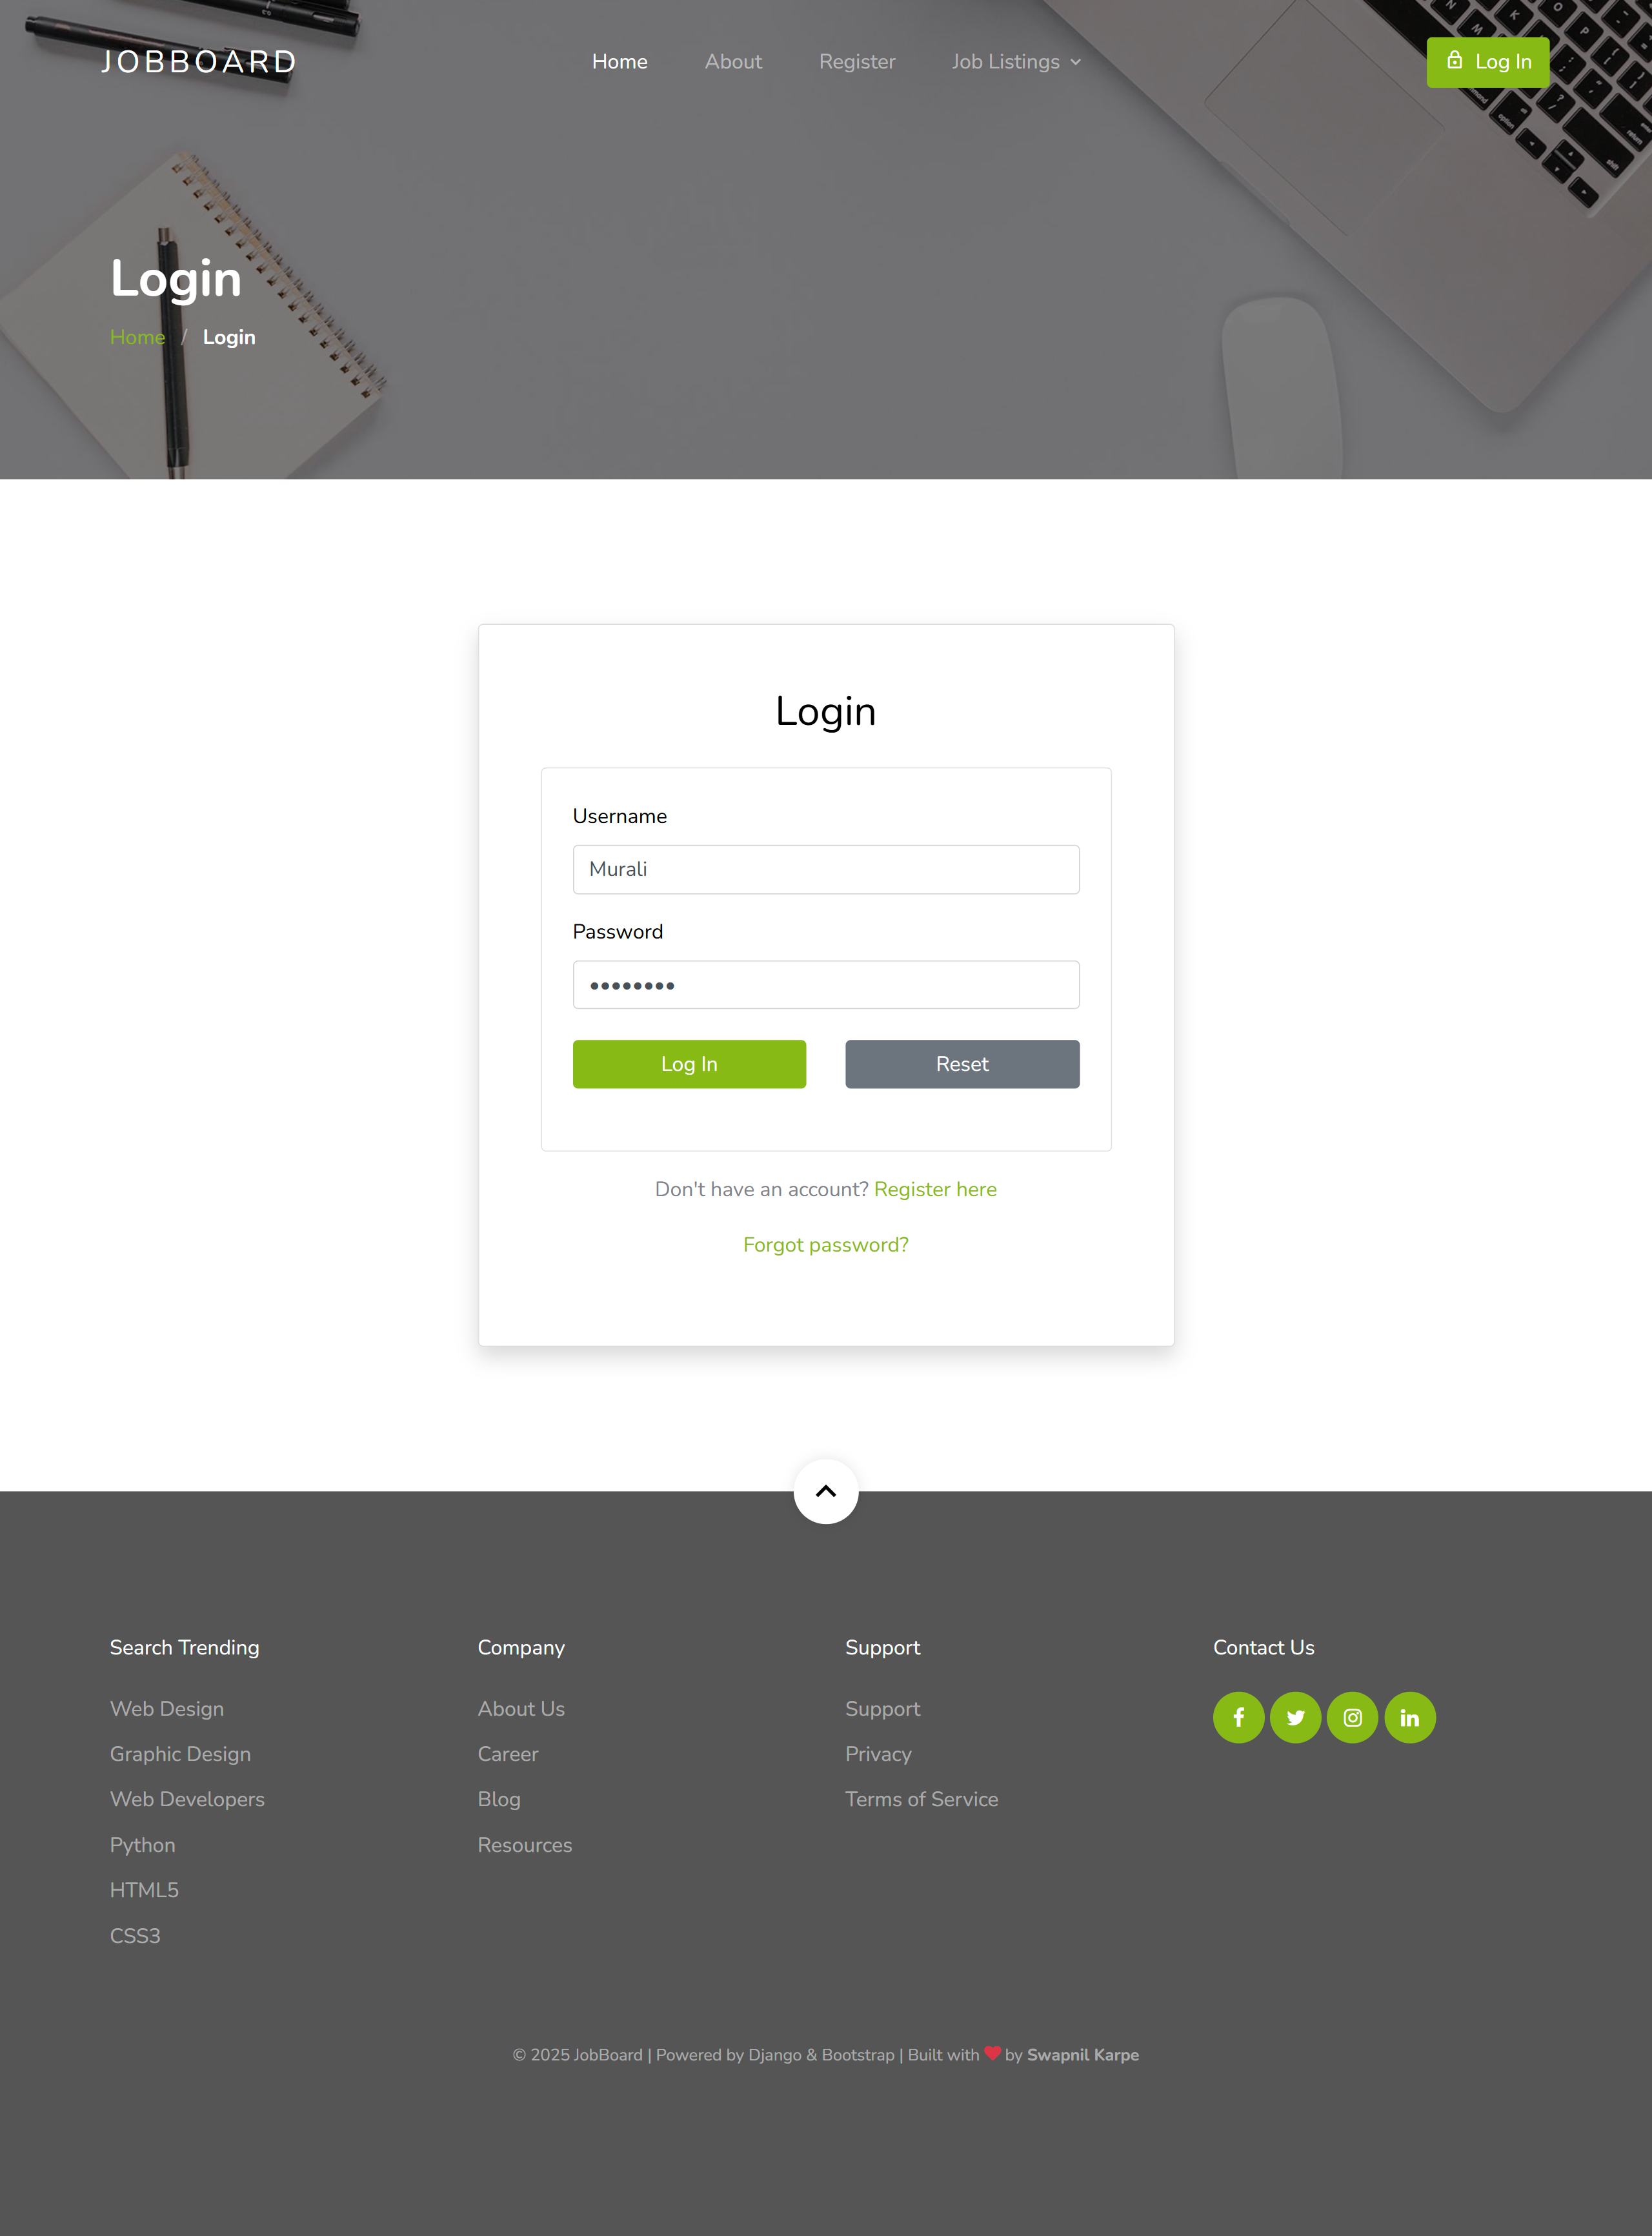 JOBBOARD
Home About Register Job Listings
Log In
Login
Home / Login
Login
Username
Murali
Password
••••••••
Log In Reset
Don't have an account? Register here
Forgot password?
Search Trending
Web Design
Graphic Design
Web Developers
Python
HTML5
CSS3
Company
About Us
Career
Blog
Resources
Support
Support
Privacy
Terms of Service
Contact Us
© 2025 JobBoard | Powered by Django & Bootstrap | Built with ❤ by Swapnil Karpe